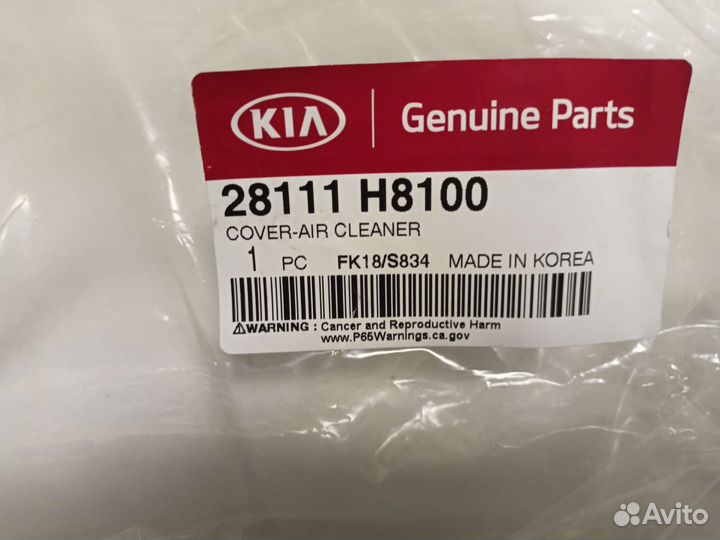 KIA Genuine Parts
28111 H8100
COVER-AIR CLEANER
1 PC FK18/S834 MADE IN KOREA
⚠WARNING : Cancer and Reproductive Harm
www.P65Warnings.ca.gov
Avito